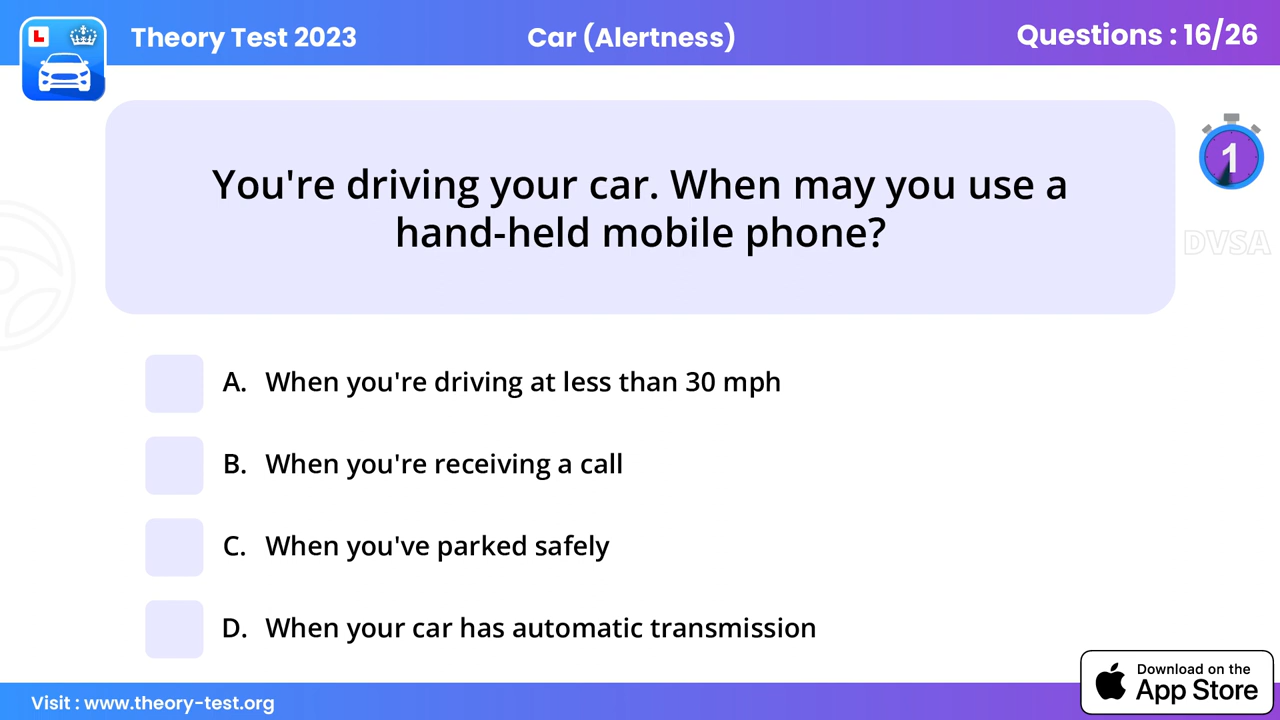 L
Theory Test 2023
Car (Alertness)
Questions : 16/26
You're driving your car. When may you use a
hand-held mobile phone?
1
DVSA
A. When you're driving at less than 30 mph
B. When you're receiving a call
C. When you've parked safely
D. When your car has automatic transmission
Visit : www.theory-test.org
Download on the
App Store